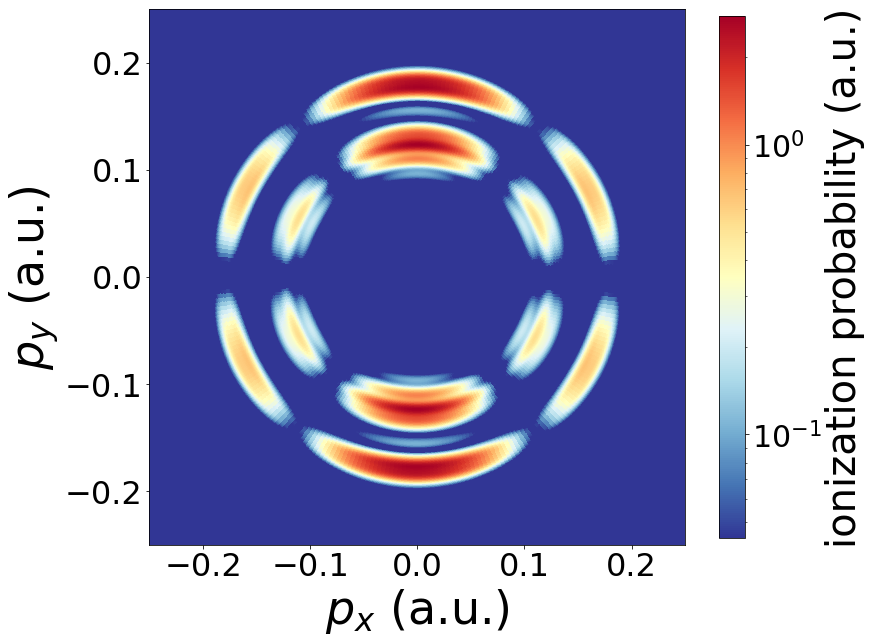 0.2
0.1
0.0
−0.1
−0.2
p_y (a.u.)
−0.2 −0.1 0.0 0.1 0.2
p_x (a.u.)
10^0
10^{-1}
ionization probability (a.u.)